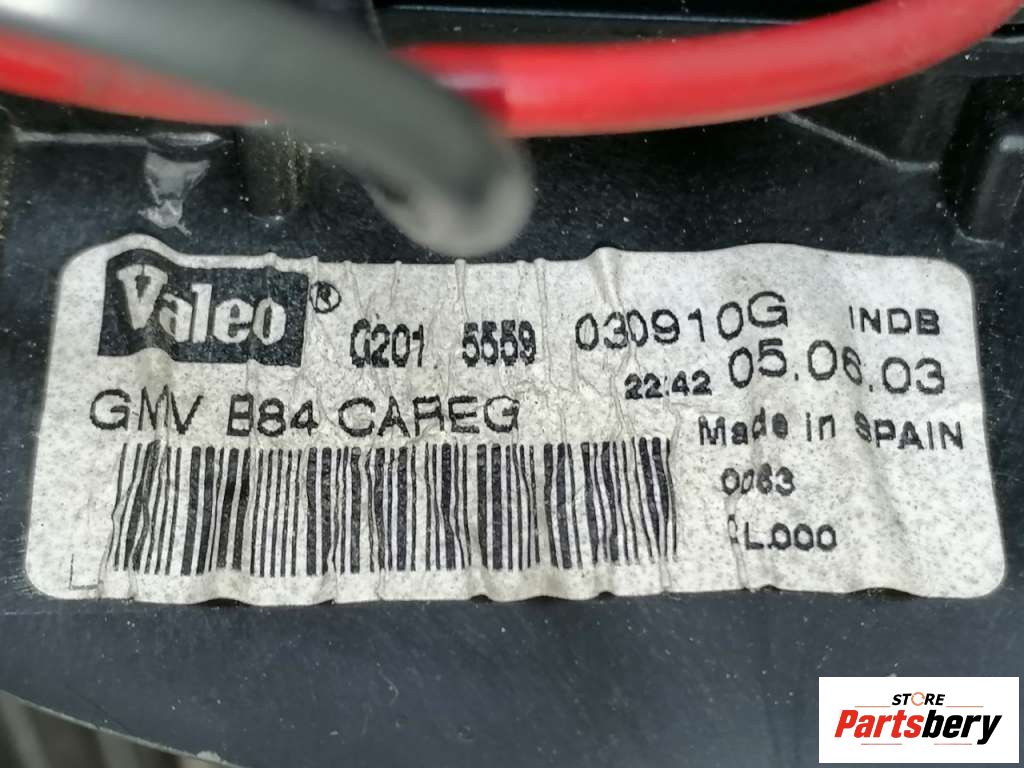 Valeo® G201 5559 030910G INDB
22:42 05.06.03
GMV B84 CAREG
Made in SPAIN
0063
L.000
STORE
Partsbery